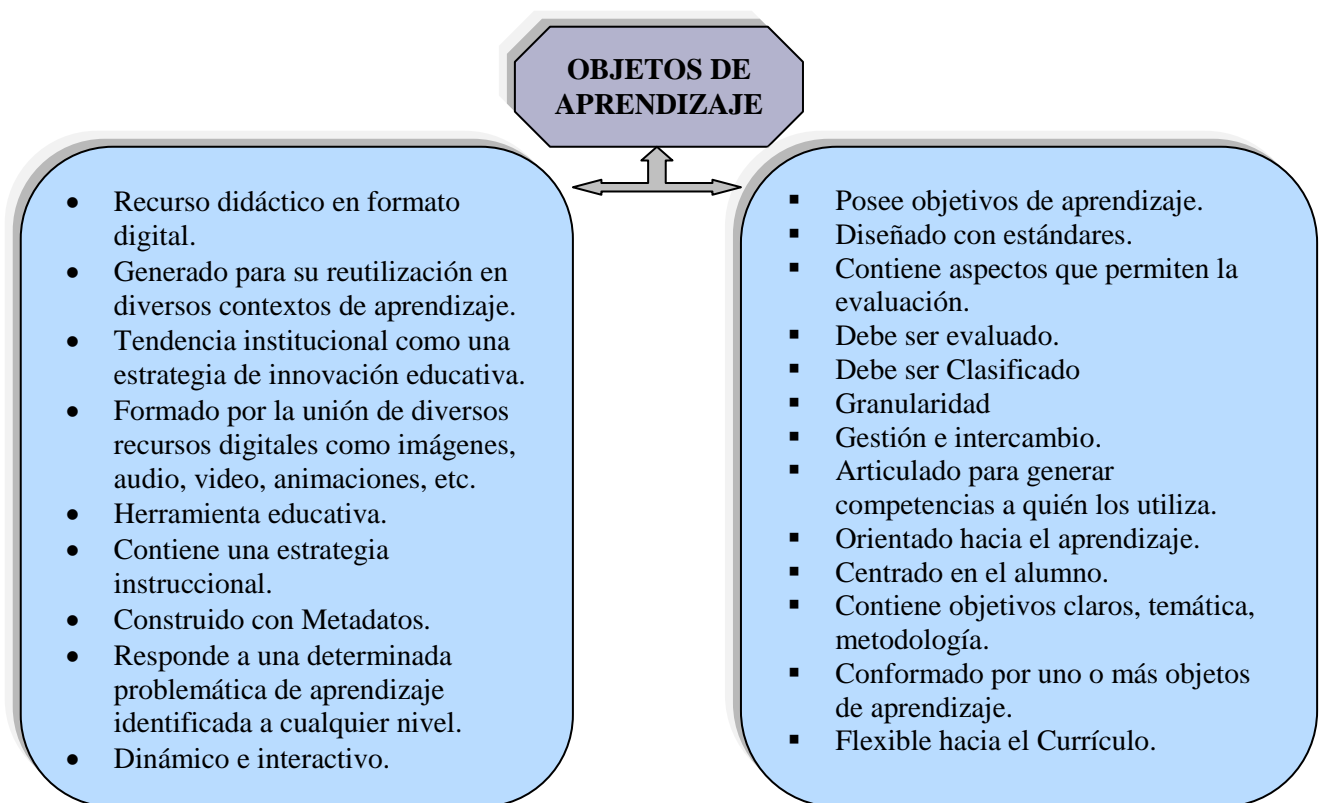 OBJETOS DE
APRENDIZAJE
• Recurso didáctico en formato
digital.
• Generado para su reutilización en
diversos contextos de aprendizaje.
• Tendencia institucional como una
estrategia de innovación educativa.
• Formado por la unión de diversos
recursos digitales como imágenes,
audio, video, animaciones, etc.
• Herramienta educativa.
• Contiene una estrategia
instruccional.
• Construido con Metadatos.
• Responde a una determinada
problemática de aprendizaje
identificada a cualquier nivel.
• Dinámico e interactivo.
▪ Posee objetivos de aprendizaje.
▪ Diseñado con estándares.
▪ Contiene aspectos que permiten la
evaluación.
▪ Debe ser evaluado.
▪ Debe ser Clasificado
▪ Granularidad
▪ Gestión e intercambio.
▪ Articulado para generar
competencias a quién los utiliza.
▪ Orientado hacia el aprendizaje.
▪ Centrado en el alumno.
▪ Contiene objetivos claros, temática,
metodología.
▪ Conformado por uno o más objetos
de aprendizaje.
▪ Flexible hacia el Currículo.